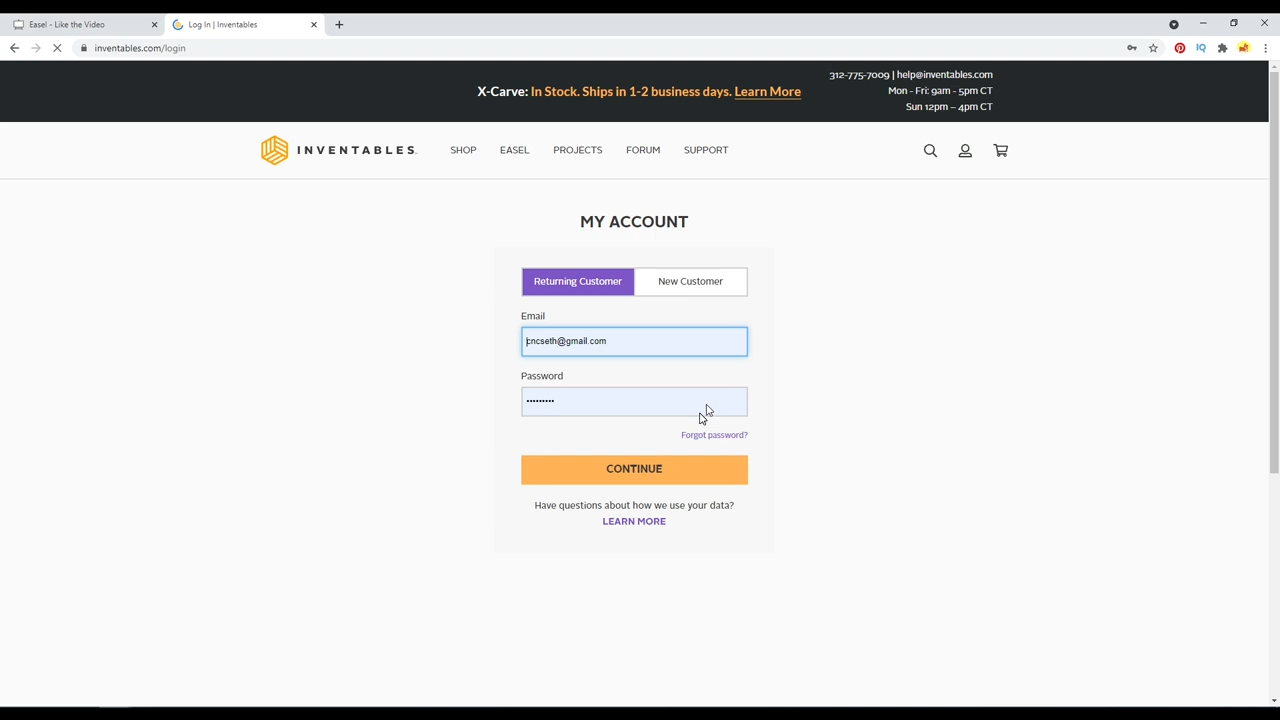 Easel - Like the Video
Log In | Inventables
inventables.com/login
X-Carve: In Stock. Ships in 1-2 business days. Learn More
312-775-7009 | help@inventables.com
Mon - Fri: 9am - 5pm CT
Sun 12pm – 4pm CT
INVENTABLES
SHOP
EASEL
PROJECTS
FORUM
SUPPORT
MY ACCOUNT
Returning Customer
New Customer
Email
cncseth@gmail.com
Password
•••••••••
Forgot password?
CONTINUE
Have questions about how we use your data?
LEARN MORE